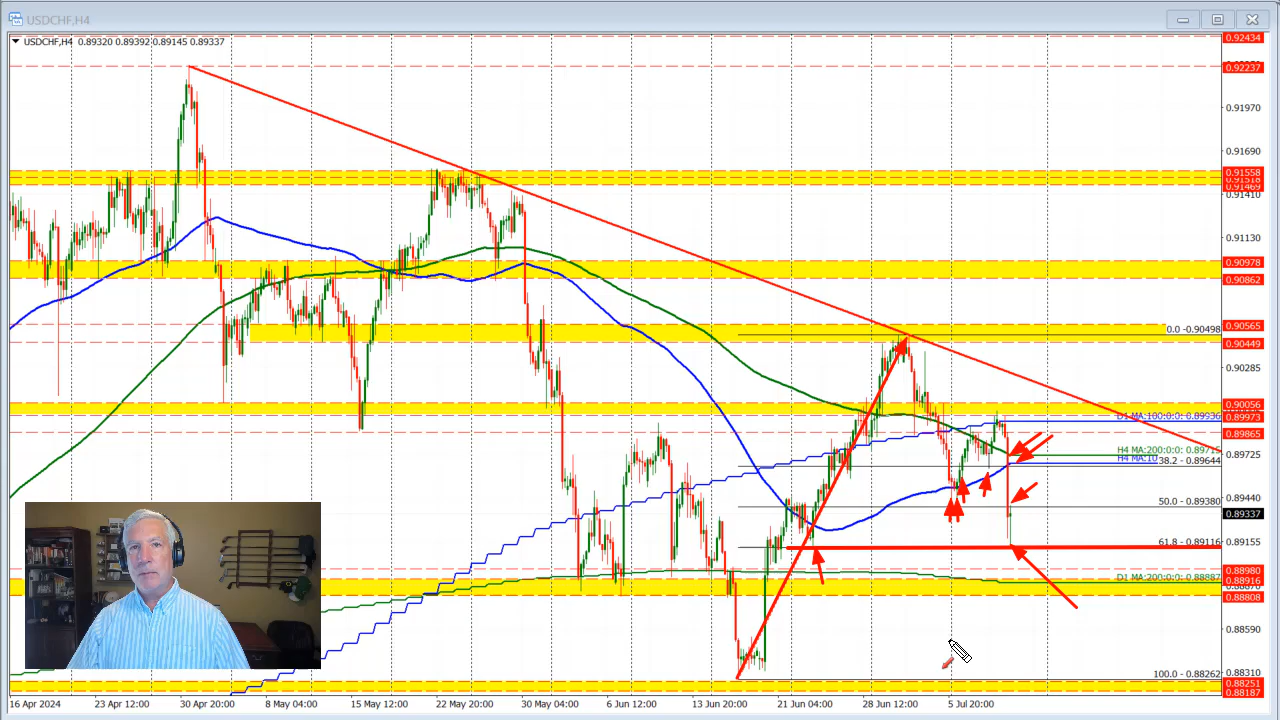 USDCHF,H4
USDCHF,H4 0.89320 0.89392 0.89145 0.89337
0.92434
0.92237
0.91970
0.91690
0.91558
0.91518
0.91469
0.91410
0.91130
0.90978
0.90862
0.90565
0.0 - 0.90498
0.90449
0.90285
0.90056
D1 MA:100:0:0: 0.89936
0.89973
0.89865
H4 MA:200:0:0: 0.89715
0.89725
H4 MA:10
38.2 - 0.89644
50.0 - 0.89380
0.89440
0.89337
61.8 - 0.89116
0.89155
0.88980
D1 MA:200:0:0: 0.88887
0.88916
0.88808
0.88590
100.0 - 0.88262
0.88310
0.88251
0.88187
16 Apr 2024 23 Apr 12:00 30 Apr 20:00 8 May 04:00 15 May 12:00 22 May 20:00 30 May 04:00 6 Jun 12:00 13 Jun 20:00 21 Jun 04:00 28 Jun 12:00 5 Jul 20:00